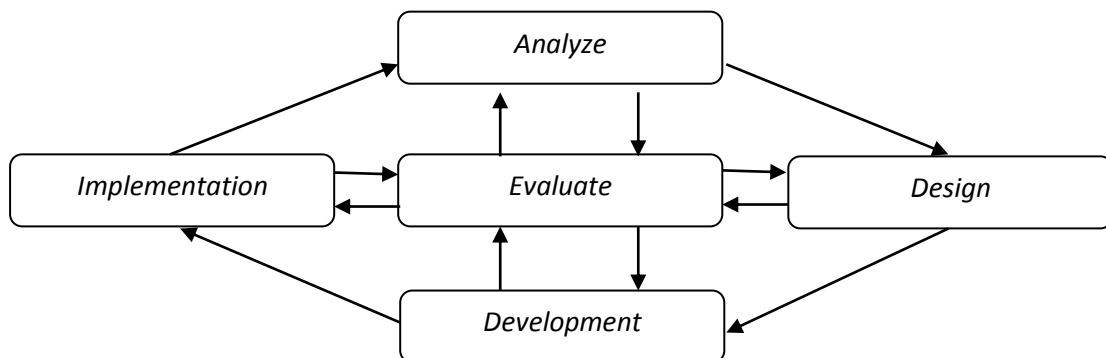 Analyze
Implementation
Evaluate
Design
Development